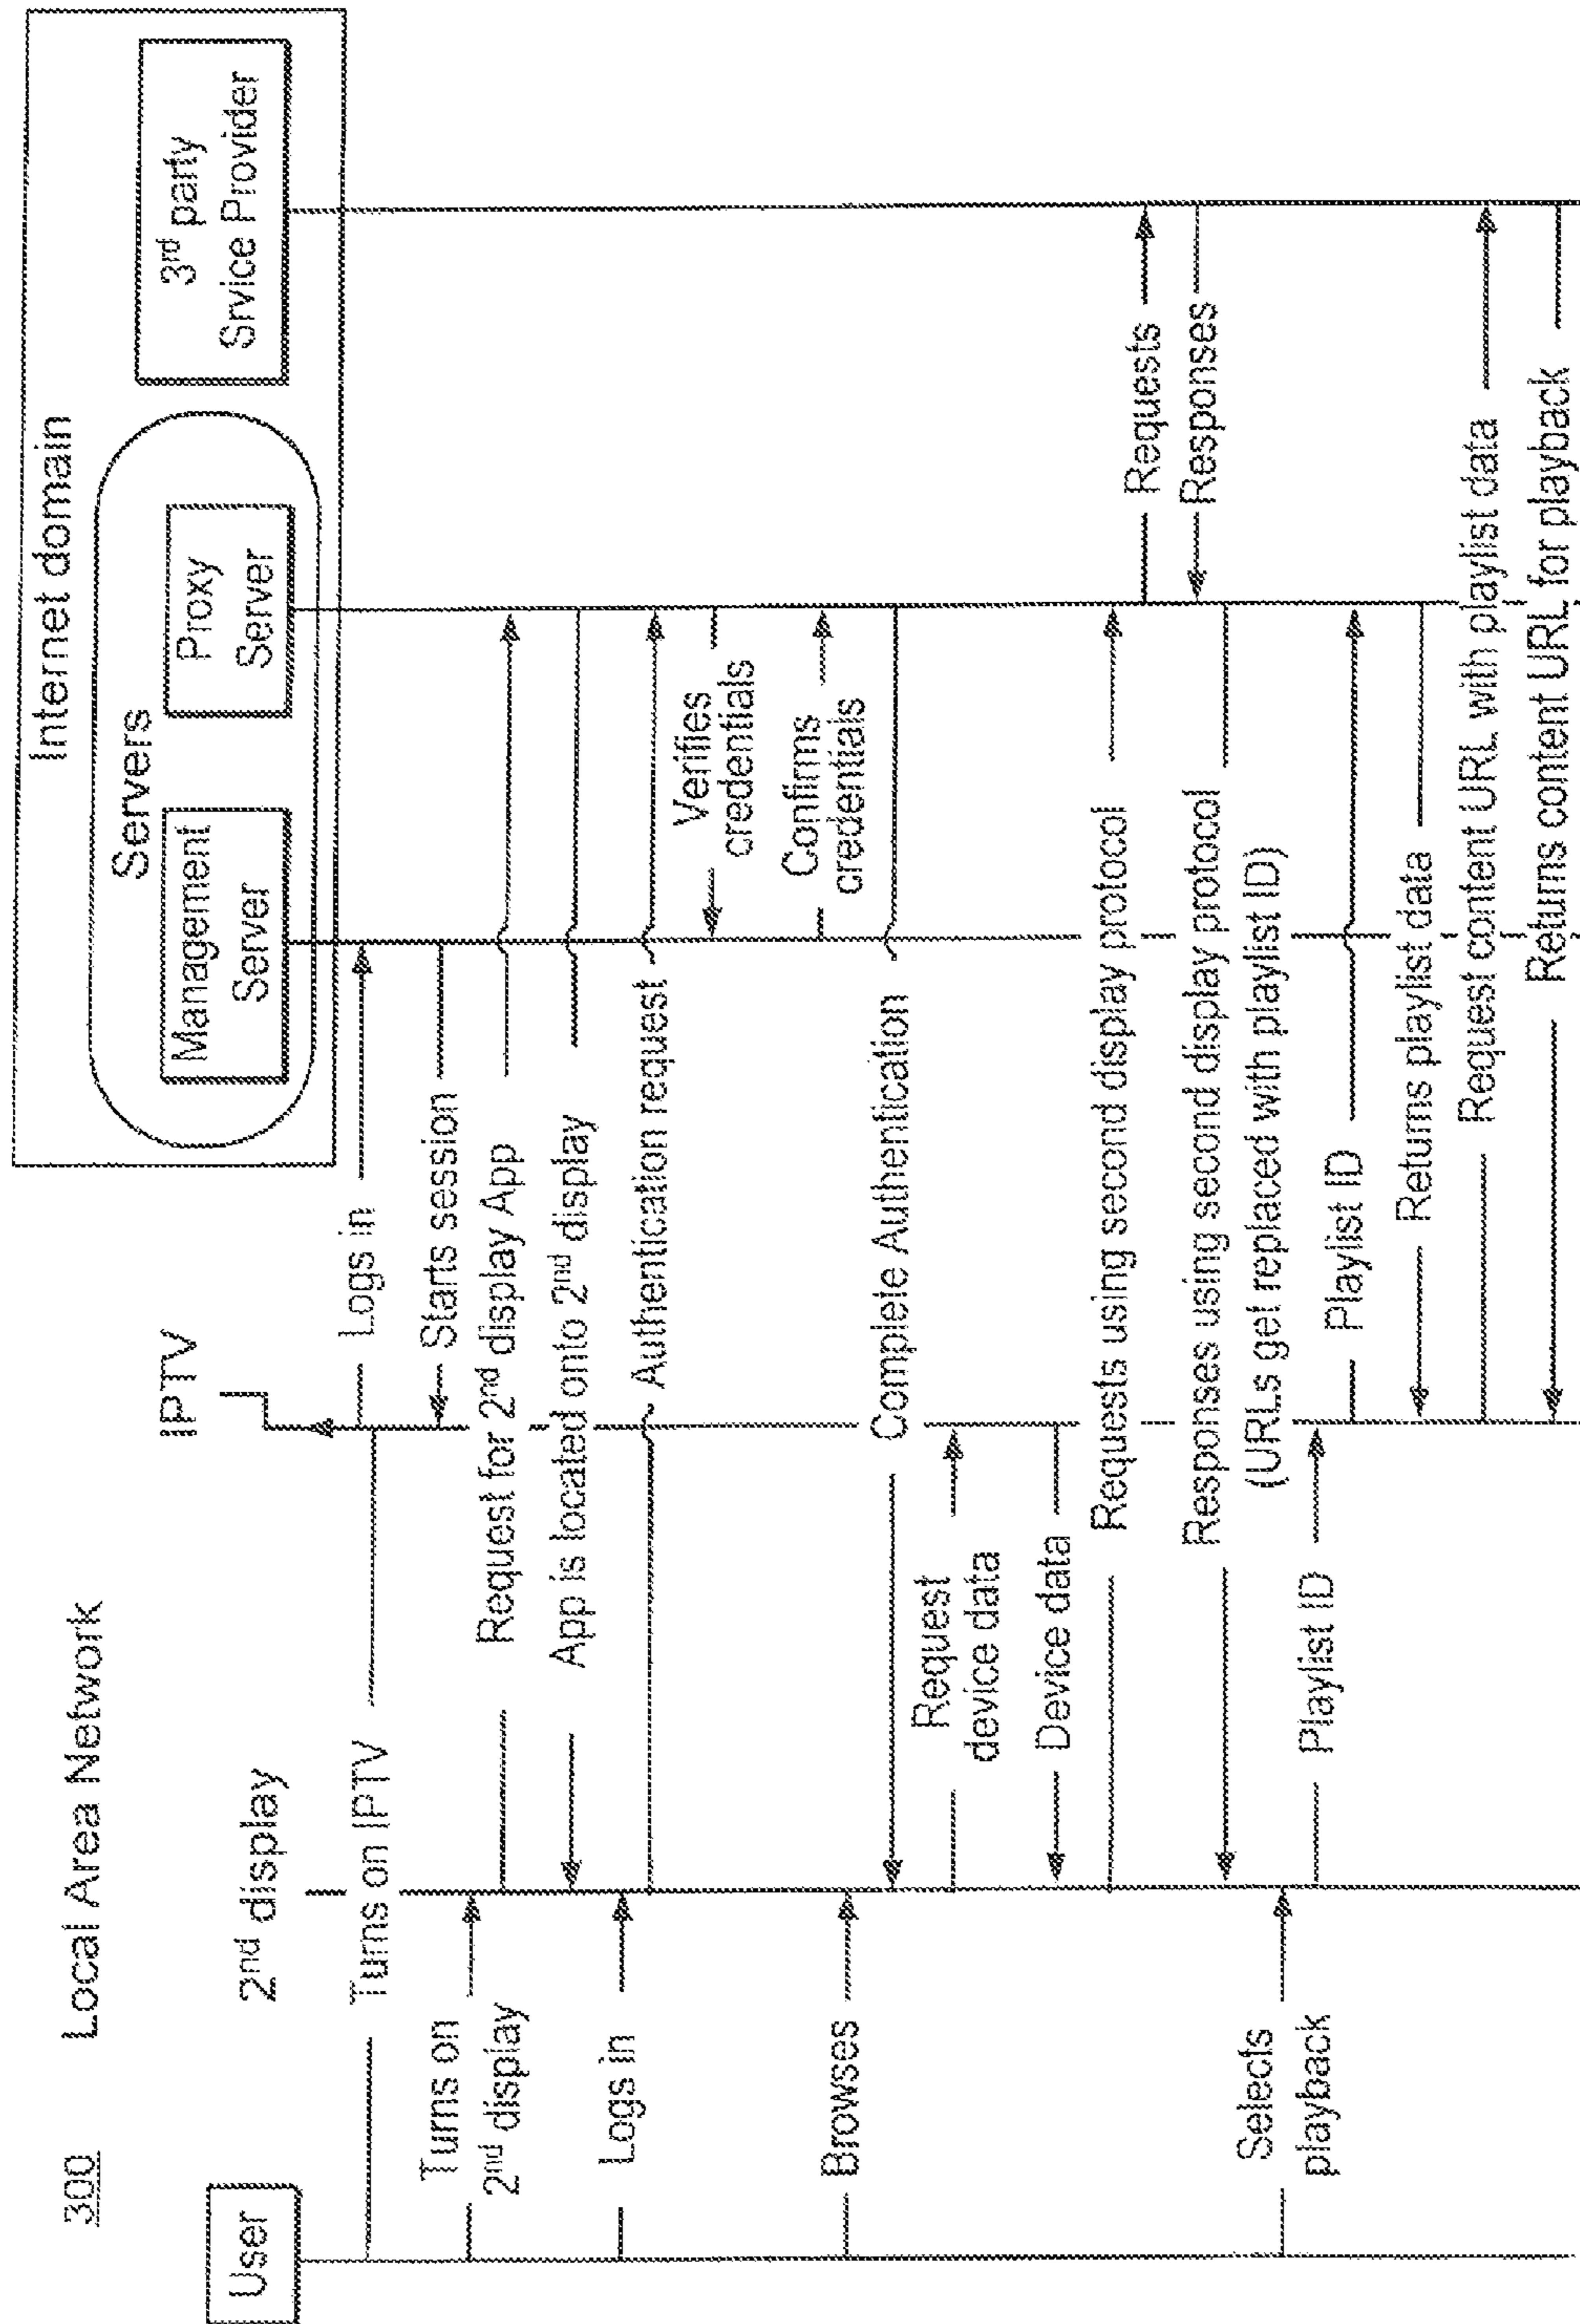 300 Local Area Network
Internet domain
Servers
User
2nd display
IPTV
Management
Server
Proxy
Server
3rd party
Srvice Provider
Turns on IPTV
Logs in
Turns on
2nd display
Starts session
Request for 2nd display App
App is located onto 2nd display
Logs in
Authentication request
Verifies
credentials
Confirms
credentials
Browses
Complete Authentication
Request
device data
Device data
Requests using second display protocol
Requests
Responses
Responses using second display protocol
(URLs get replaced with playlist ID)
Selects
playback
Playlist ID
Playlist ID
Returns playlist data
Request content URL with playlist data
Returns content URL for playback